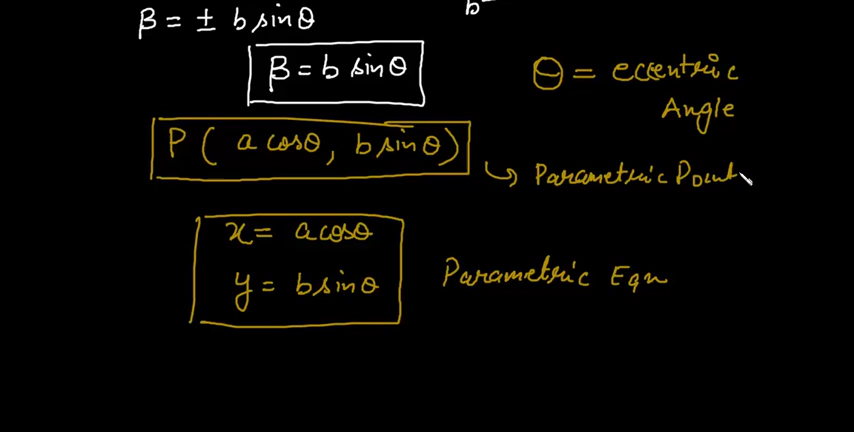 β = ± b sinθ
b
β = b sinθ
θ = eccentric
Angle
P ( a cosθ, b sinθ)
↪ Parametric Point
x = a cosθ
y = b sinθ
Parametric Eqn